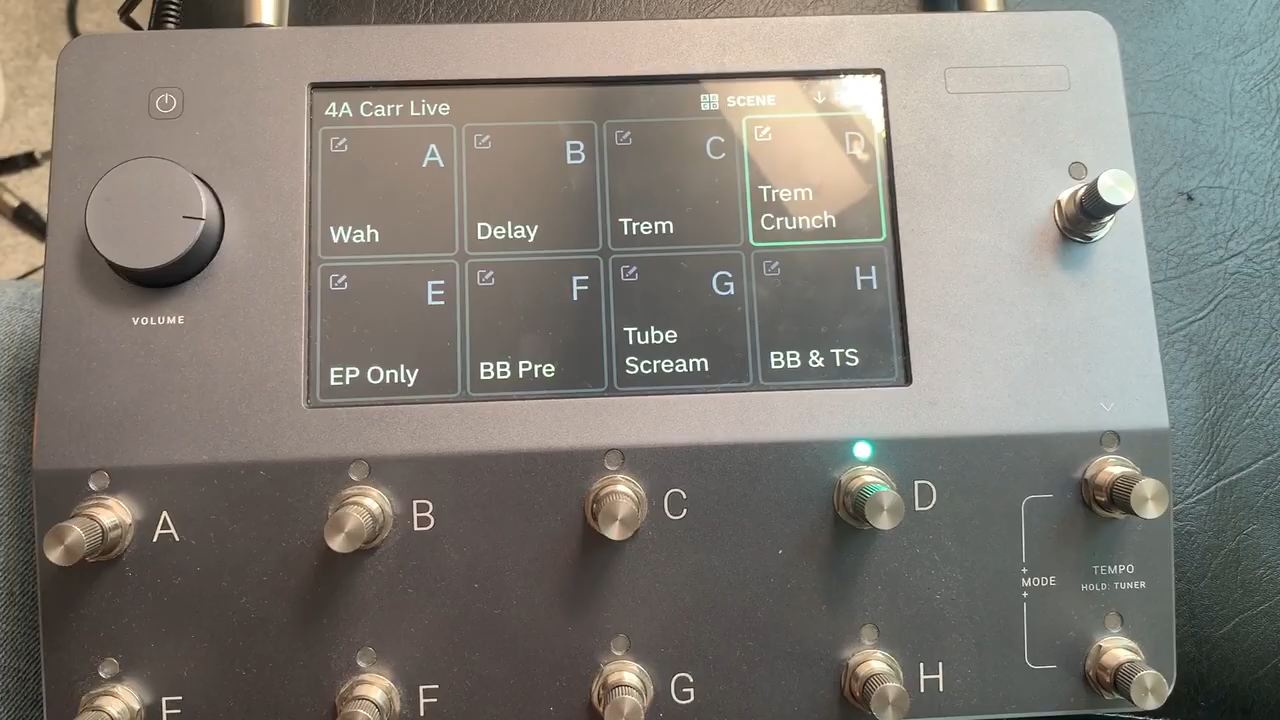 4A Carr Live
SCENE
A
Wah
B
Delay
C
Trem
D
Trem
Crunch
E
EP Only
F
BB Pre
G
Tube
Scream
H
BB & TS
VOLUME
A
B
C
D
+
MODE
+
TEMPO
HOLD: TUNER
E
F
G
H